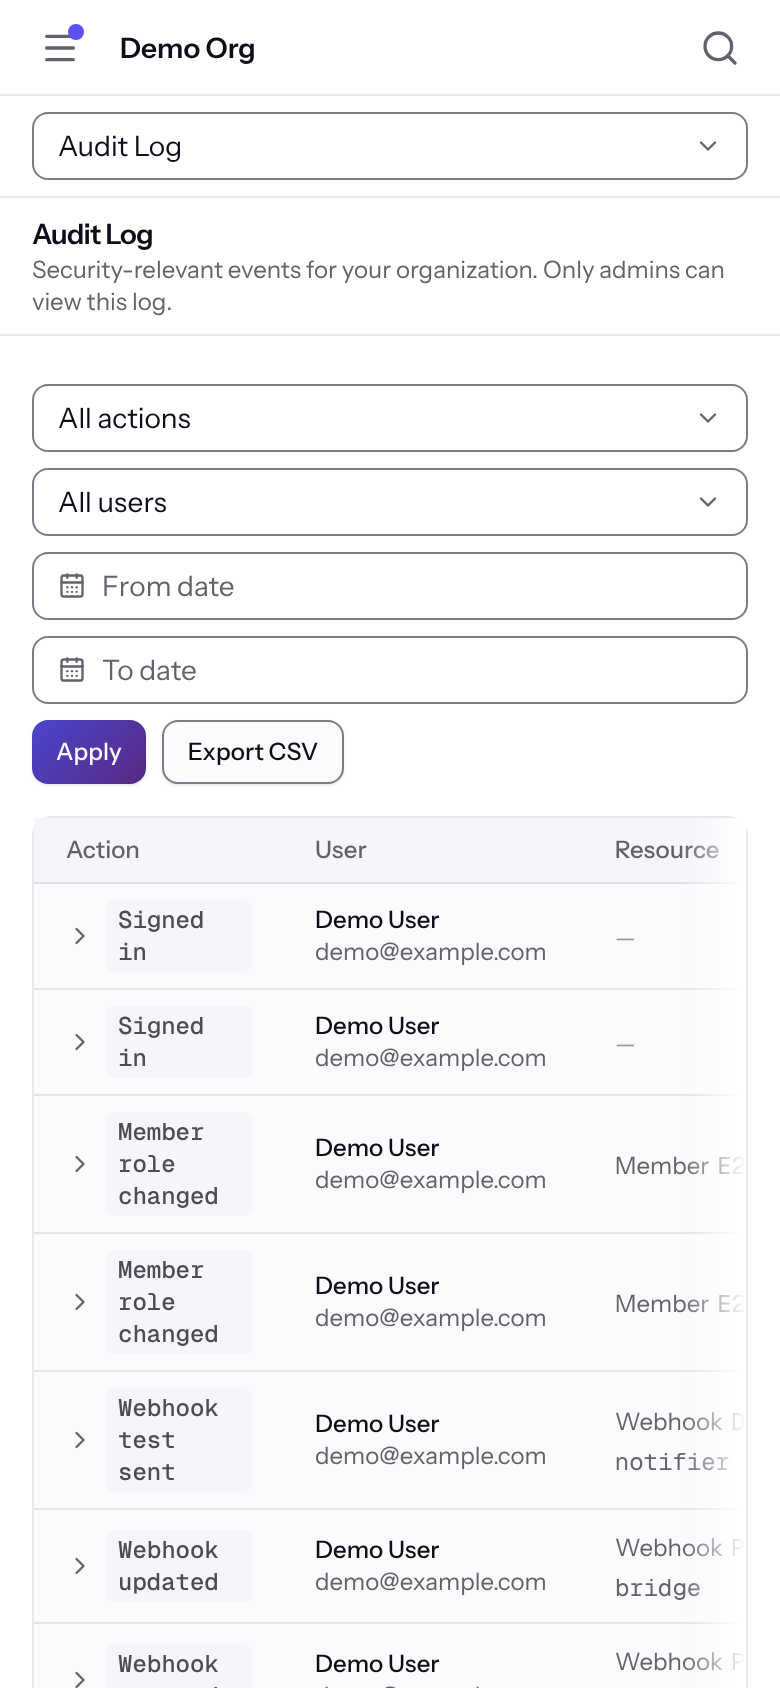 Demo Org
Audit Log
Audit Log
Security-relevant events for your organization. Only admins can
view this log.
All actions
All users
From date
To date
Apply
Export CSV
Action
User
Resource
Signed
in
Demo User
demo@example.com
—
Signed
in
Demo User
demo@example.com
—
Member
role
changed
Demo User
demo@example.com
Member
Member
role
changed
Demo User
demo@example.com
Member
Webhook
test
sent
Demo User
demo@example.com
Webhook
notifier
Webhook
updated
Demo User
demo@example.com
Webhook
bridge
Webhook
Demo User
Webhook